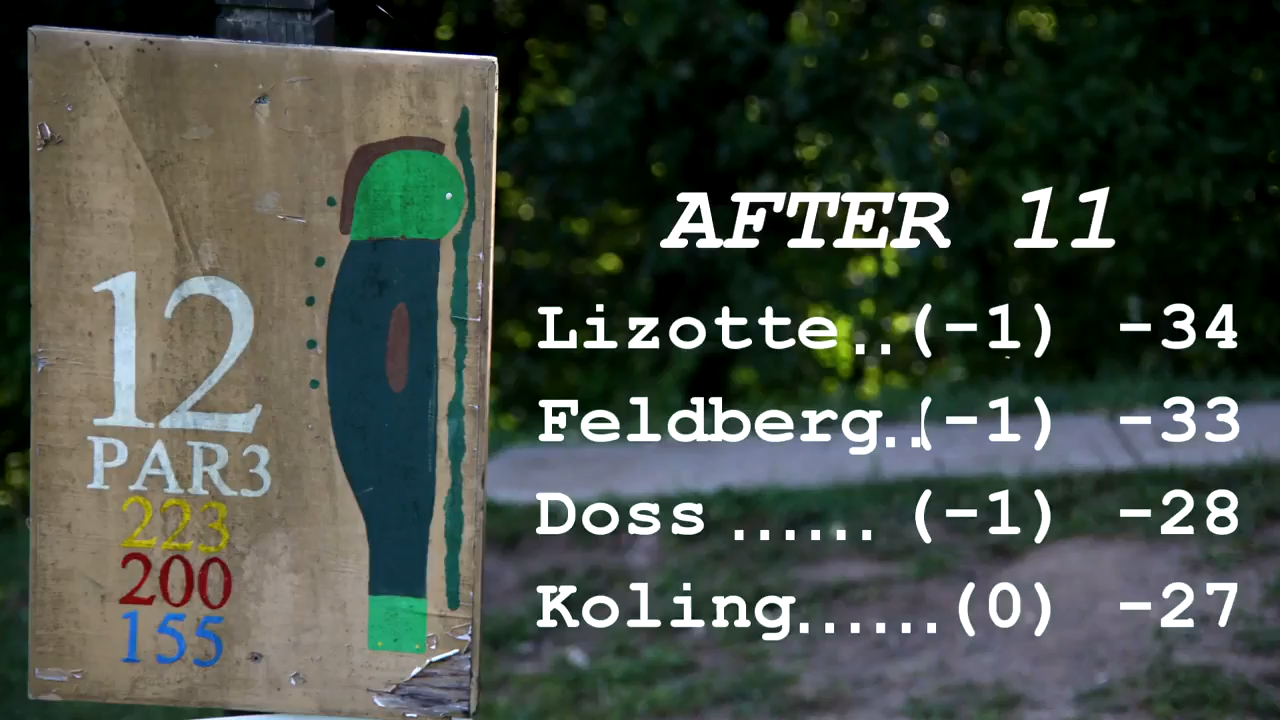 12
PAR3
223
200
155
AFTER 11
Lizotte..(-1) -34
Feldberg..(-1) -33
Doss ...... (-1) -28
Koling......(0) -27